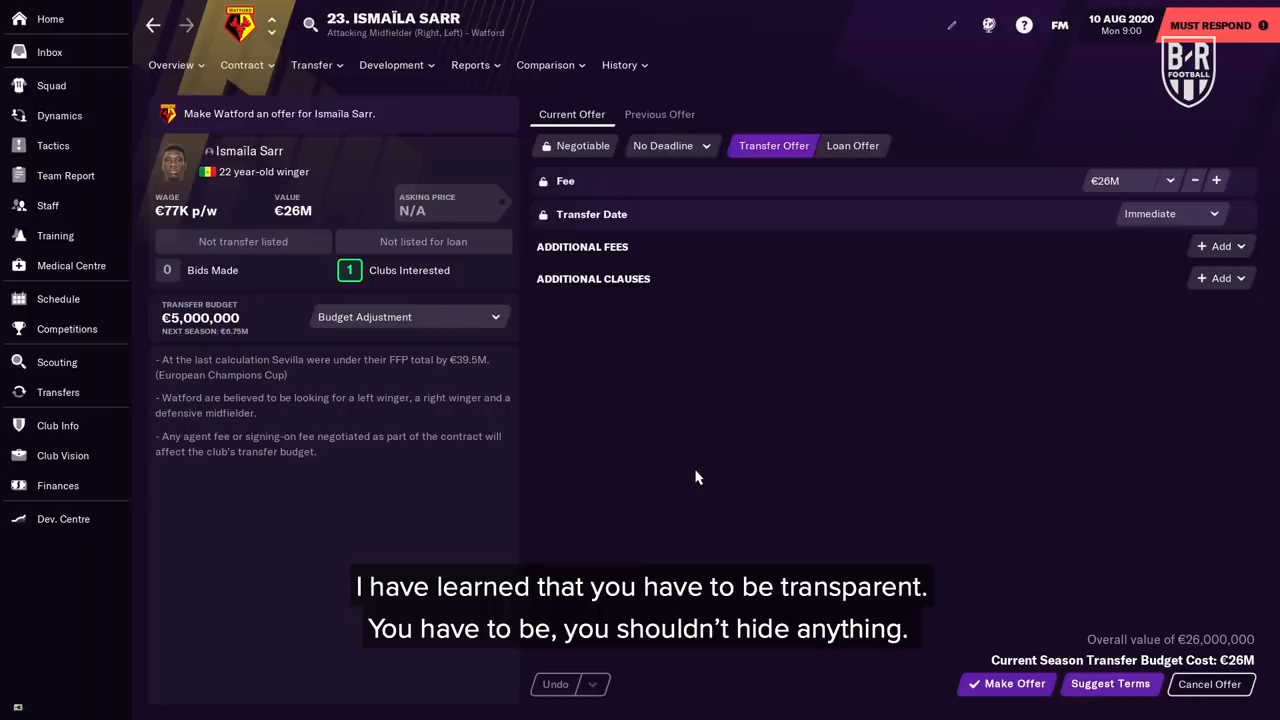 Home
Inbox
Squad
Dynamics
Tactics
Team Report
Staff
Training
Medical Centre
Schedule
Competitions
Scouting
Transfers
Club Info
Club Vision
Finances
Dev. Centre
WATFORD
23. ISMAÏLA SARR
Attacking Midfielder (Right, Left) - Watford
FM
10 AUG 2020
Mon 9:00
MUST RESPOND
B R
FOOTBALL
Overview Contract Transfer Development Reports Comparison History
Make Watford an offer for Ismaïla Sarr.
Ismaïla Sarr
22 year-old winger
WAGE VALUE ASKING PRICE
€77K p/w €26M N/A
Not transfer listed Not listed for loan
0 Bids Made 1 Clubs Interested
TRANSFER BUDGET
€5,000,000
NEXT SEASON: €6.75M
Budget Adjustment
- At the last calculation Sevilla were under their FFP total by €39.5M.
(European Champions Cup)
- Watford are believed to be looking for a left winger, a right winger and a
defensive midfielder.
- Any agent fee or signing-on fee negotiated as part of the contract will
affect the club's transfer budget.
Current Offer Previous Offer
Negotiable No Deadline Transfer Offer Loan Offer
Fee €26M - +
Transfer Date Immediate
ADDITIONAL FEES + Add
ADDITIONAL CLAUSES + Add
I have learned that you have to be transparent.
You have to be, you shouldn’t hide anything.
Overall value of €26,000,000
Current Season Transfer Budget Cost: €26M
Undo Make Offer Suggest Terms Cancel Offer